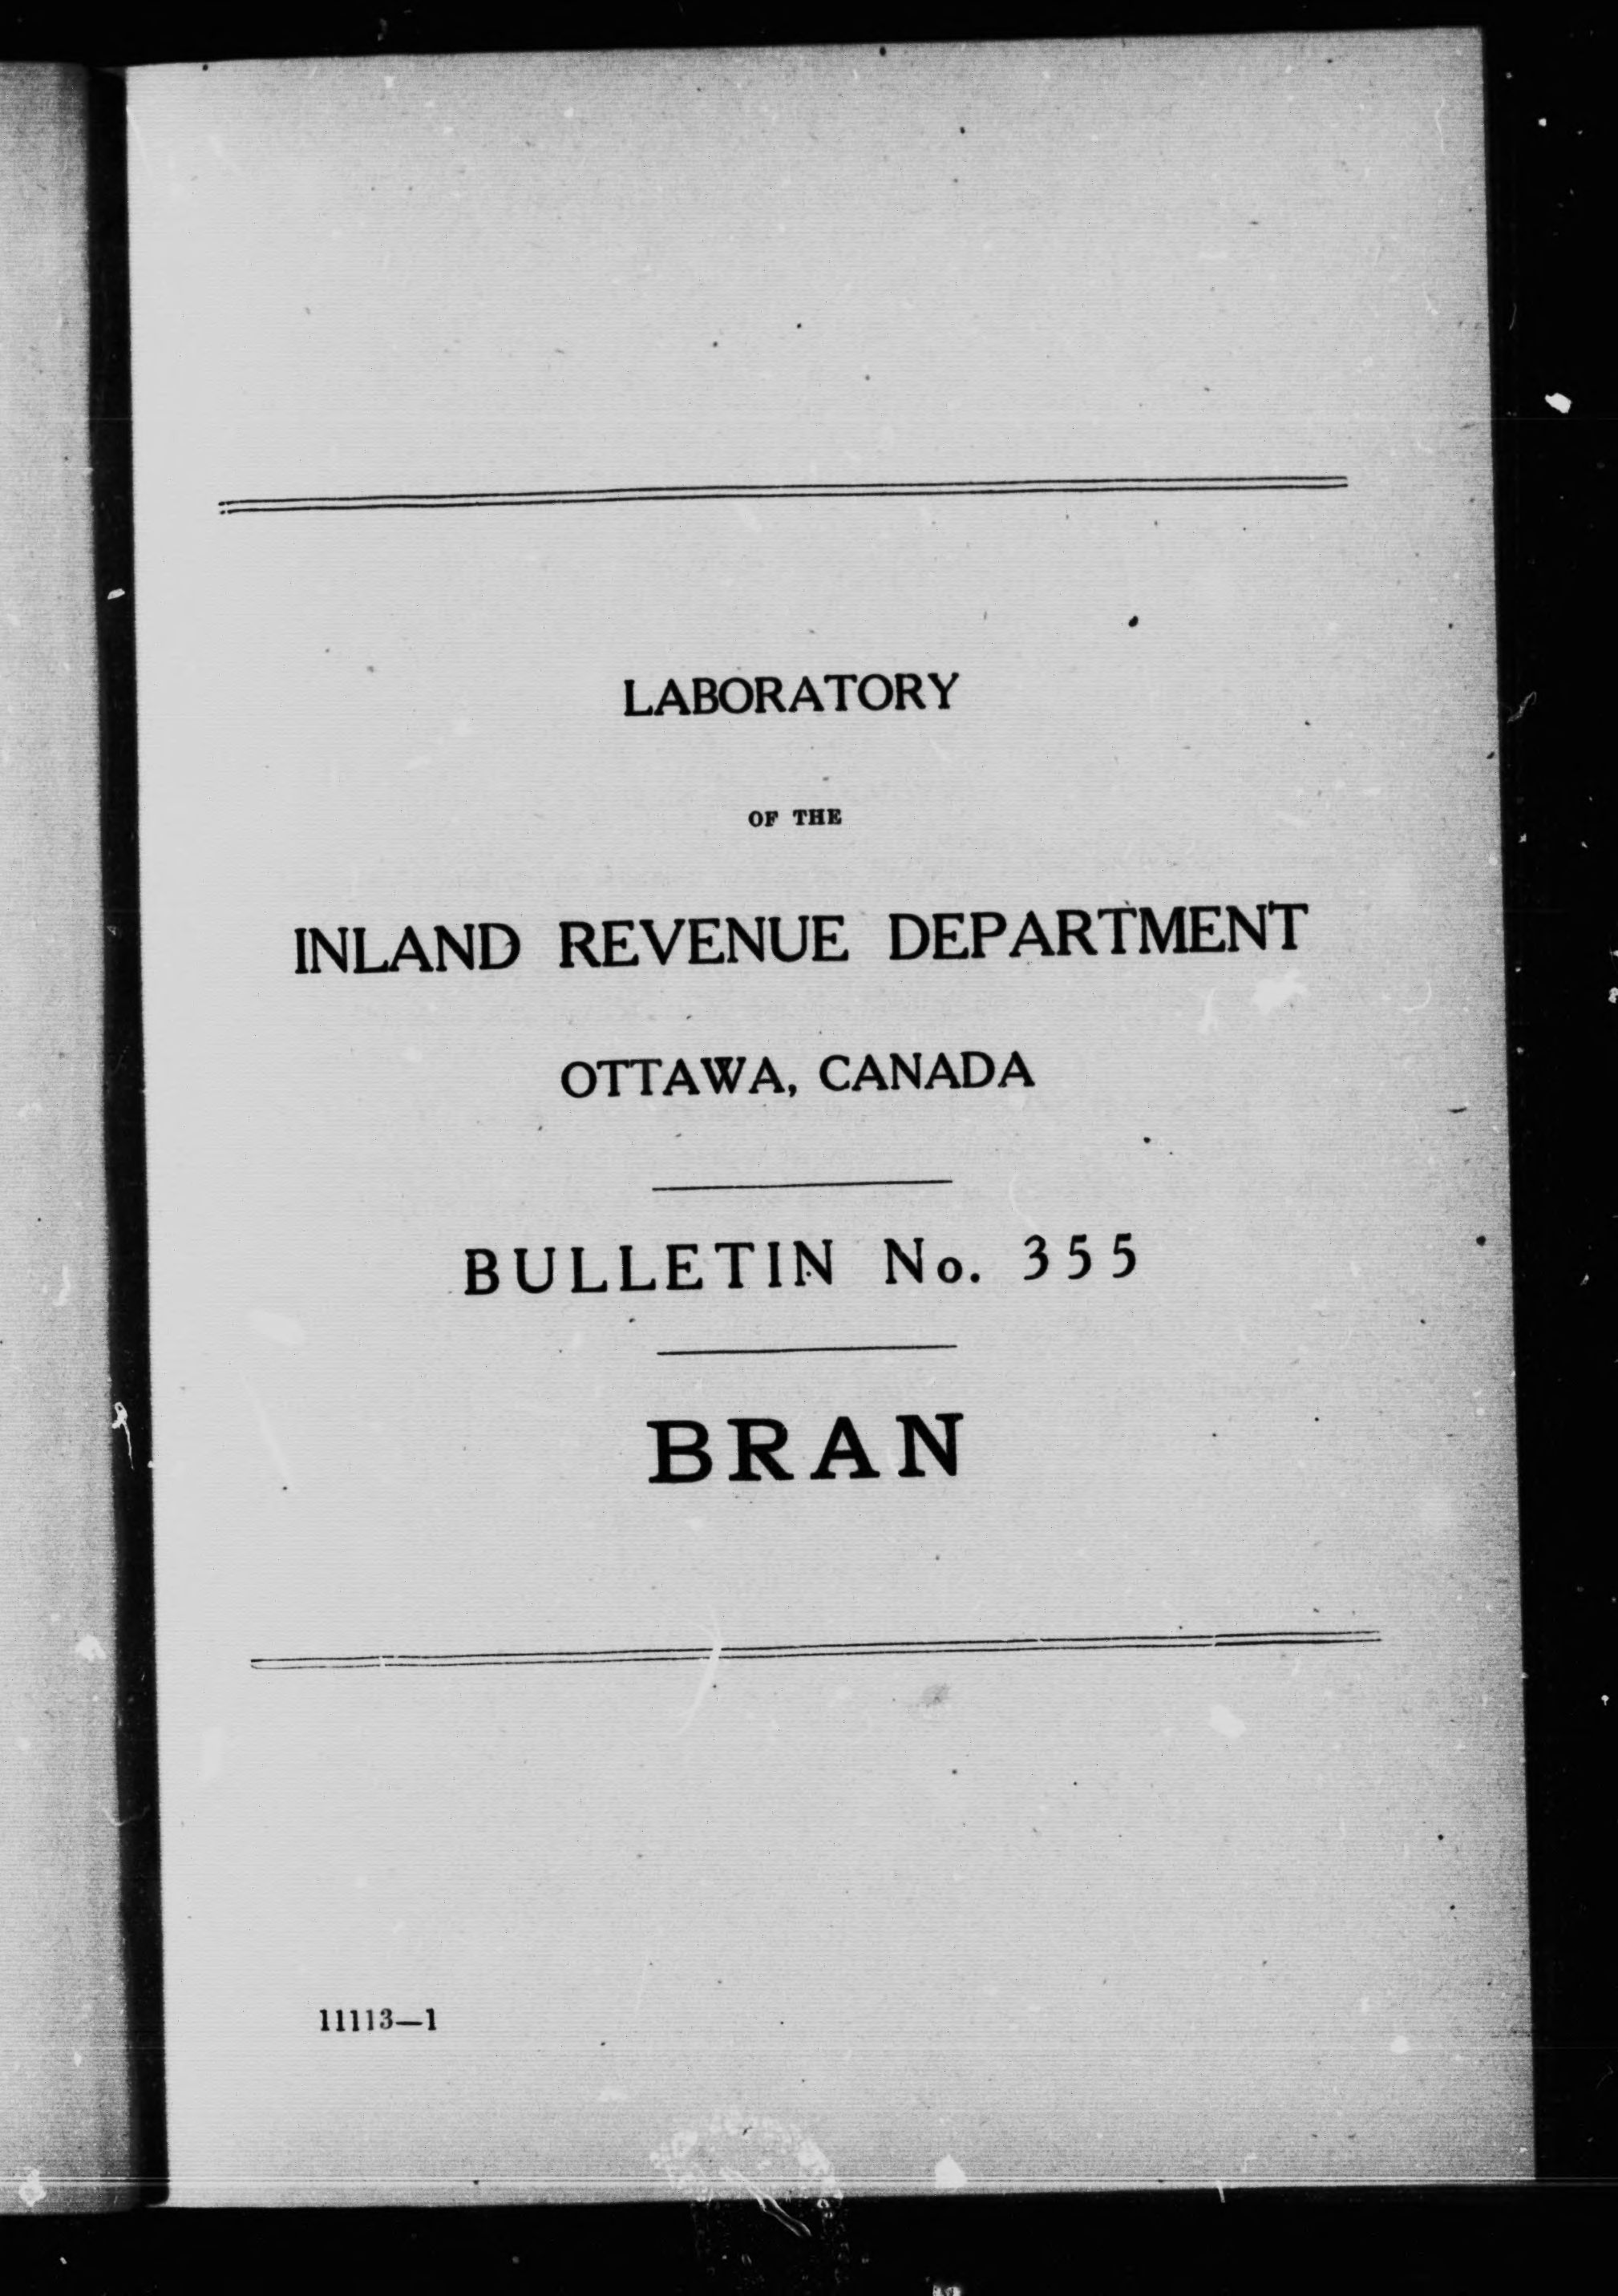 LABORATORY
OF THE
INLAND REVENUE DEPARTMENT
OTTAWA, CANADA
BULLETIN No. 355
BRAN
11113—1